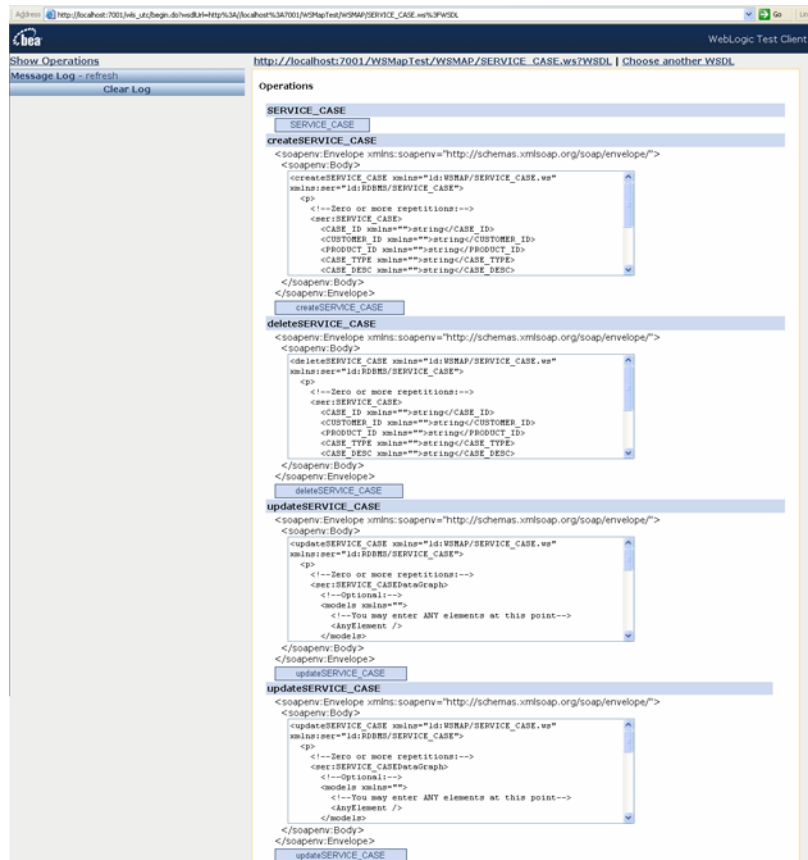 Address http://localhost:7001/wls_utc/begin.do?wsdlUrl=http%3A//localhost%3A7001/WSMapTest/WSMAP/SERVICE_CASE.ws%3FWSDL Go
bea WebLogic Test Client
Show Operations http://localhost:7001/WSMapTest/WSMAP/SERVICE_CASE.ws?WSDL | Choose another WSDL
Message Log - refresh
Clear Log
Operations
SERVICE_CASE
SERVICE_CASE
createSERVICE_CASE
<soapenv:Envelope xmlns:soapenv="http://schemas.xmlsoap.org/soap/envelope/">
<soapenv:Body>
<createSERVICE_CASE xmlns="ld:WSMAP/SERVICE_CASE.ws"
xmlns:ser="ld:RDBMS/SERVICE_CASE">
<p>
<!--Zero or more repetitions:-->
<ser:SERVICE_CASE>
<CASE_ID xmlns="">string</CASE_ID>
<CUSTOMER_ID xmlns="">string</CUSTOMER_ID>
<PRODUCT_ID xmlns="">string</PRODUCT_ID>
<CASE_TYPE xmlns="">string</CASE_TYPE>
<CASE_DESC xmlns="">string</CASE_DESC>
</soapenv:Body>
</soapenv:Envelope>
createSERVICE_CASE
deleteSERVICE_CASE
<soapenv:Envelope xmlns:soapenv="http://schemas.xmlsoap.org/soap/envelope/">
<soapenv:Body>
<deleteSERVICE_CASE xmlns="ld:WSMAP/SERVICE_CASE.ws"
xmlns:ser="ld:RDBMS/SERVICE_CASE">
<p>
<!--Zero or more repetitions:-->
<ser:SERVICE_CASE>
<CASE_ID xmlns="">string</CASE_ID>
<CUSTOMER_ID xmlns="">string</CUSTOMER_ID>
<PRODUCT_ID xmlns="">string</PRODUCT_ID>
<CASE_TYPE xmlns="">string</CASE_TYPE>
<CASE_DESC xmlns="">string</CASE_DESC>
</soapenv:Body>
</soapenv:Envelope>
deleteSERVICE_CASE
updateSERVICE_CASE
<soapenv:Envelope xmlns:soapenv="http://schemas.xmlsoap.org/soap/envelope/">
<soapenv:Body>
<updateSERVICE_CASE xmlns="ld:WSMAP/SERVICE_CASE.ws"
xmlns:ser="ld:RDBMS/SERVICE_CASE">
<p>
<!--Zero or more repetitions:-->
<ser:SERVICE_CASEDataGraph>
<!--Optional:-->
<models xmlns="">
<!--You may enter ANY elements at this point-->
<AnyElement />
</models>
</soapenv:Body>
</soapenv:Envelope>
updateSERVICE_CASE
updateSERVICE_CASE
<soapenv:Envelope xmlns:soapenv="http://schemas.xmlsoap.org/soap/envelope/">
<soapenv:Body>
<updateSERVICE_CASE xmlns="ld:WSMAP/SERVICE_CASE.ws"
xmlns:ser="ld:RDBMS/SERVICE_CASE">
<p>
<!--Zero or more repetitions:-->
<ser:SERVICE_CASEDataGraph>
<!--Optional:-->
<models xmlns="">
<!--You may enter ANY elements at this point-->
<AnyElement />
</models>
</soapenv:Body>
</soapenv:Envelope>
updateSERVICE_CASE